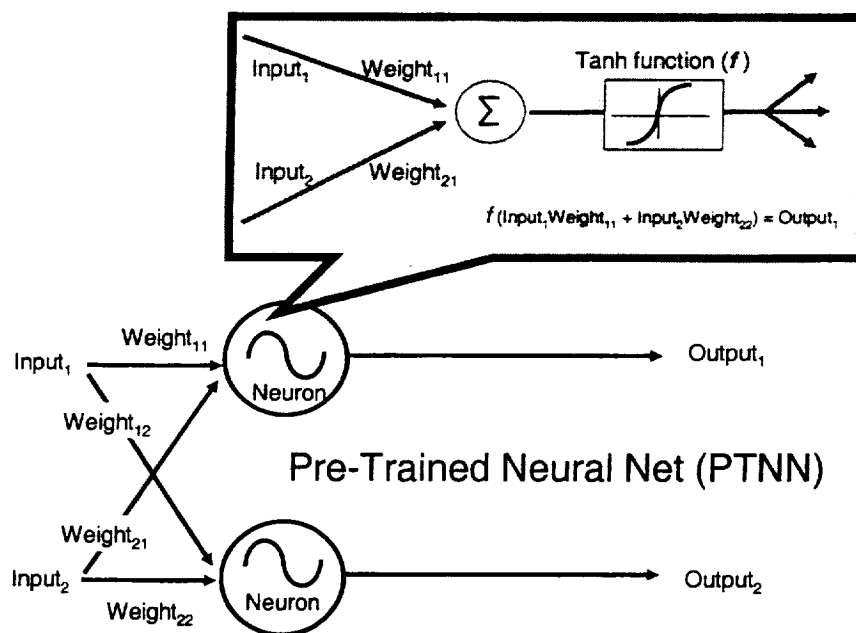 Tanh function (f)
Input₁
Weight₁₁
Σ
Input₂
Weight₂₁
f (Input₁Weight₁₁ + Input₂Weight₂₂) = Output₁
Weight₁₁
Input₁
Neuron
Output₁
Weight₁₂
Pre-Trained Neural Net (PTNN)
Weight₂₁
Input₂
Neuron
Output₂
Weight₂₂